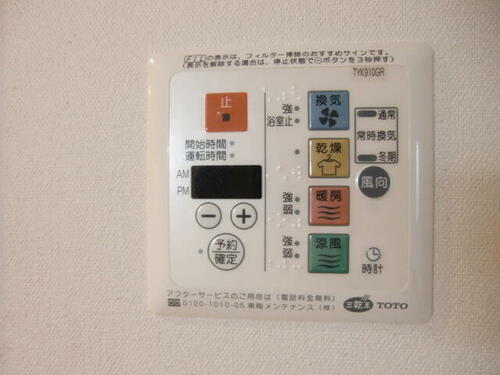 FILの表示は、フィルター掃除のおすすめサインです。
(表示を解除する場合は、停止状態で⊖ボタンを3秒押す)
TYK910GR
止
強
浴室止
換気
通常
常時換気
冬期
開始時間
運転時間
乾燥
AM
PM
風向
強
弱
暖房
− +
予約
確定
強
弱
涼風
時計
アフターサービスのご用命は(電話料金無料)
0120-1010-05 東陶メンテナンス(株)
三乾王 TOTO